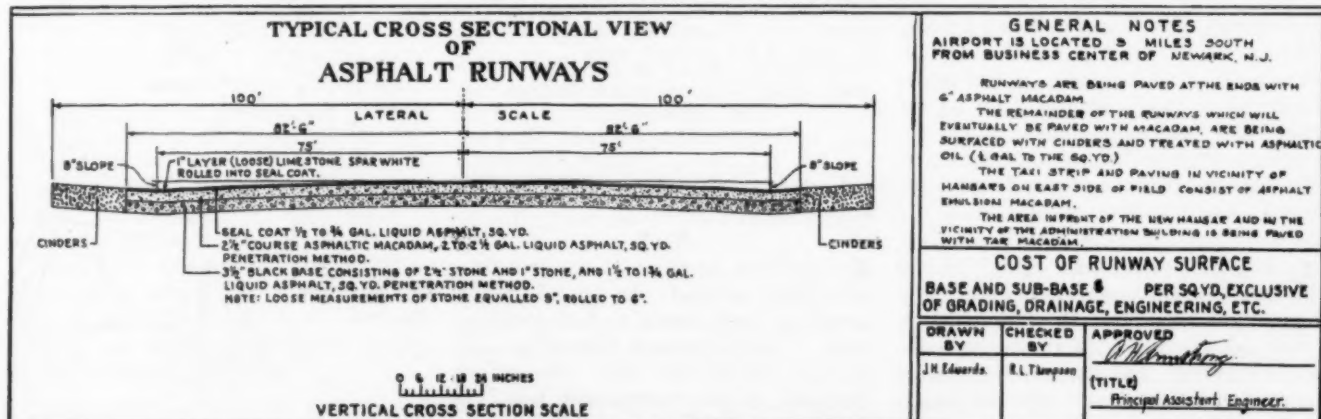 TYPICAL CROSS SECTIONAL VIEW
OF
ASPHALT RUNWAYS
100' 100'
LATERAL SCALE
82'-6" 82'-6"
75' 75'
8" SLOPE 8" SLOPE
1" LAYER (LOOSE) LIMESTONE SPAR WHITE
ROLLED INTO SEAL COAT.
CINDERS CINDERS
SEAL COAT 1/2 TO 3/4 GAL. LIQUID ASPHALT, SQ. YD.
2 1/2" COURSE ASPHALTIC MACADAM, 2 TO 2 1/2 GAL. LIQUID ASPHALT, SQ. YD.
PENETRATION METHOD.
3 1/2" BLACK BASE CONSISTING OF 2 1/2" STONE AND 1" STONE, AND 1 1/2 TO 1 3/4 GAL.
LIQUID ASPHALT, SQ. YD. PENETRATION METHOD.
NOTE: LOOSE MEASUREMENTS OF STONE EQUALLED 9", ROLLED TO 6".
0 6 12 18 24 INCHES
VERTICAL CROSS SECTION SCALE
GENERAL NOTES
AIRPORT IS LOCATED 3 MILES SOUTH
FROM BUSINESS CENTER OF NEWARK, N.J.
RUNWAYS ARE BEING PAVED AT THE ENDS WITH
6" ASPHALT MACADAM.
THE REMAINDER OF THE RUNWAYS WHICH WILL
EVENTUALLY BE PAVED WITH MACADAM, ARE BEING
SURFACED WITH CINDERS AND TREATED WITH ASPHALTIC
OIL (GAL TO THE SQ. YD.)
THE TAXI STRIP AND PAVING IN VICINITY OF
HANGARS ON EAST SIDE OF FIELD CONSIST OF ASPHALT
EMULSION MACADAM.
THE AREA IN FRONT OF THE NEW HANGAR AND IN THE
VICINITY OF THE ADMINISTRATION BUILDING IS BEING PAVED
WITH TAR MACADAM.
COST OF RUNWAY SURFACE
BASE AND SUB-BASE $ PER SQ. YD, EXCLUSIVE
OF GRADING, DRAINAGE, ENGINEERING, ETC.
DRAWN BY
J.H. Edwards.
CHECKED BY
R.L. Thompson
APPROVED
Armstrong
(TITLE)
Principal Assistant Engineer.